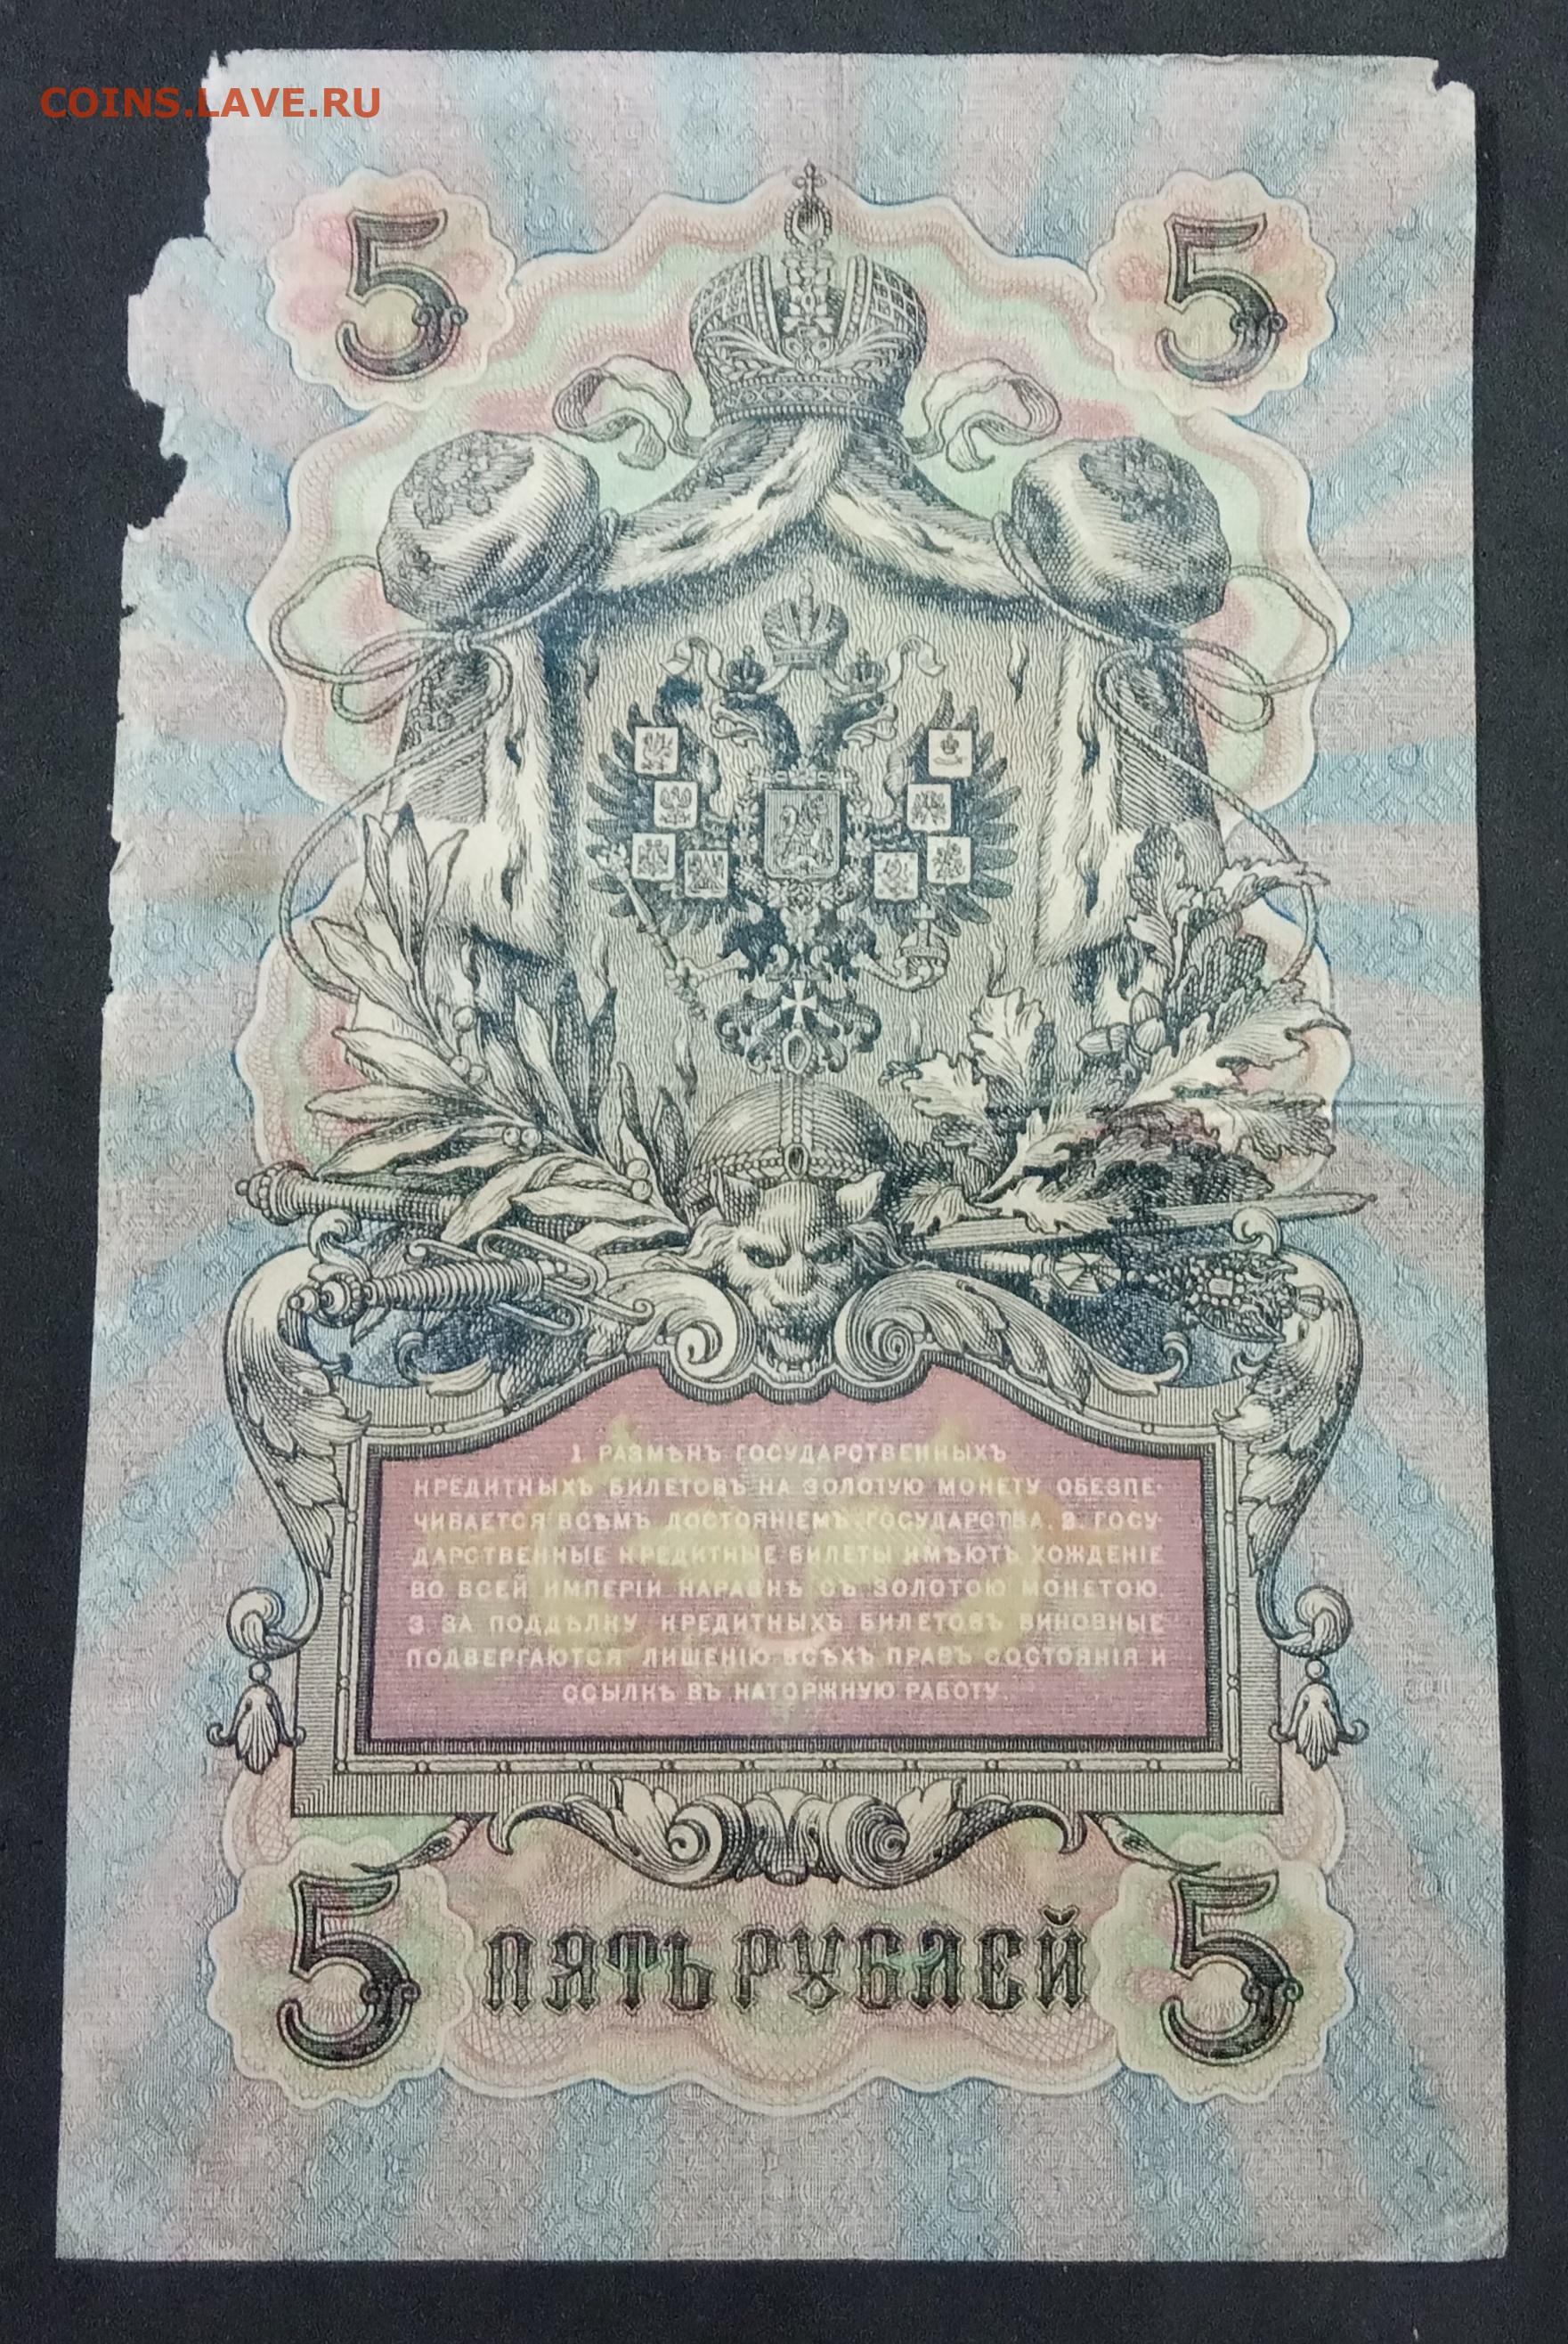 COINS.LAVE.RU
5 5
1. РАЗМѢНЪ ГОСУДАРСТВЕННЫХЪ
КРЕДИТНЫХЪ БИЛЕТОВЪ НА ЗОЛОТУЮ МОНЕТУ ОБЕЗПЕ-
ЧИВАЕТСЯ ВСѢМЪ ДОСТОЯНІЕМЪ ГОСУДАРСТВА. 2. ГОСУ-
ДАРСТВЕННЫЕ КРЕДИТНЫЕ БИЛЕТЫ ИМѢЮТЪ ХОЖДЕНІЕ
ВО ВСЕЙ ИМПЕРІИ НАРАВНѢ СЪ ЗОЛОТОЮ МОНЕТОЮ.
3. ЗА ПОДДѢЛКУ КРЕДИТНЫХЪ БИЛЕТОВЪ ВИНОВНЫЕ
ПОДВЕРГАЮТСЯ ЛИШЕНІЮ ВСѢХЪ ПРАВЪ СОСТОЯНІЯ И
ССЫЛКѢ ВЪ КАТОРЖНУЮ РАБОТУ.
5 ПЯТЬ РУБЛЕЙ 5